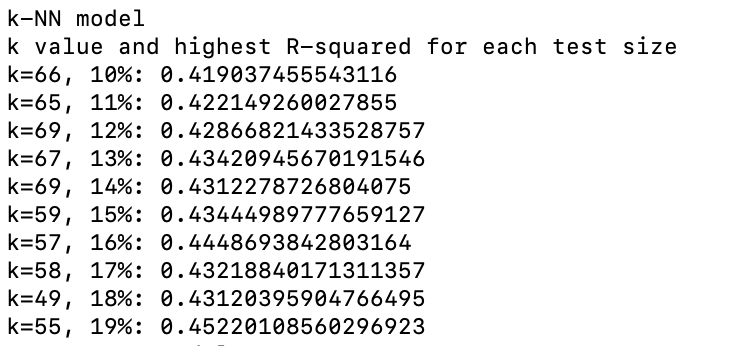 k-NN model
k value and highest R-squared for each test size
k=66, 10%: 0.419037455543116
k=65, 11%: 0.422149260027855
k=69, 12%: 0.42866821433528757
k=67, 13%: 0.43420945670191546
k=69, 14%: 0.4312278726804075
k=59, 15%: 0.43444989777659127
k=57, 16%: 0.4448693842803164
k=58, 17%: 0.43218840171311357
k=49, 18%: 0.43120395904766495
k=55, 19%: 0.45220108560296923